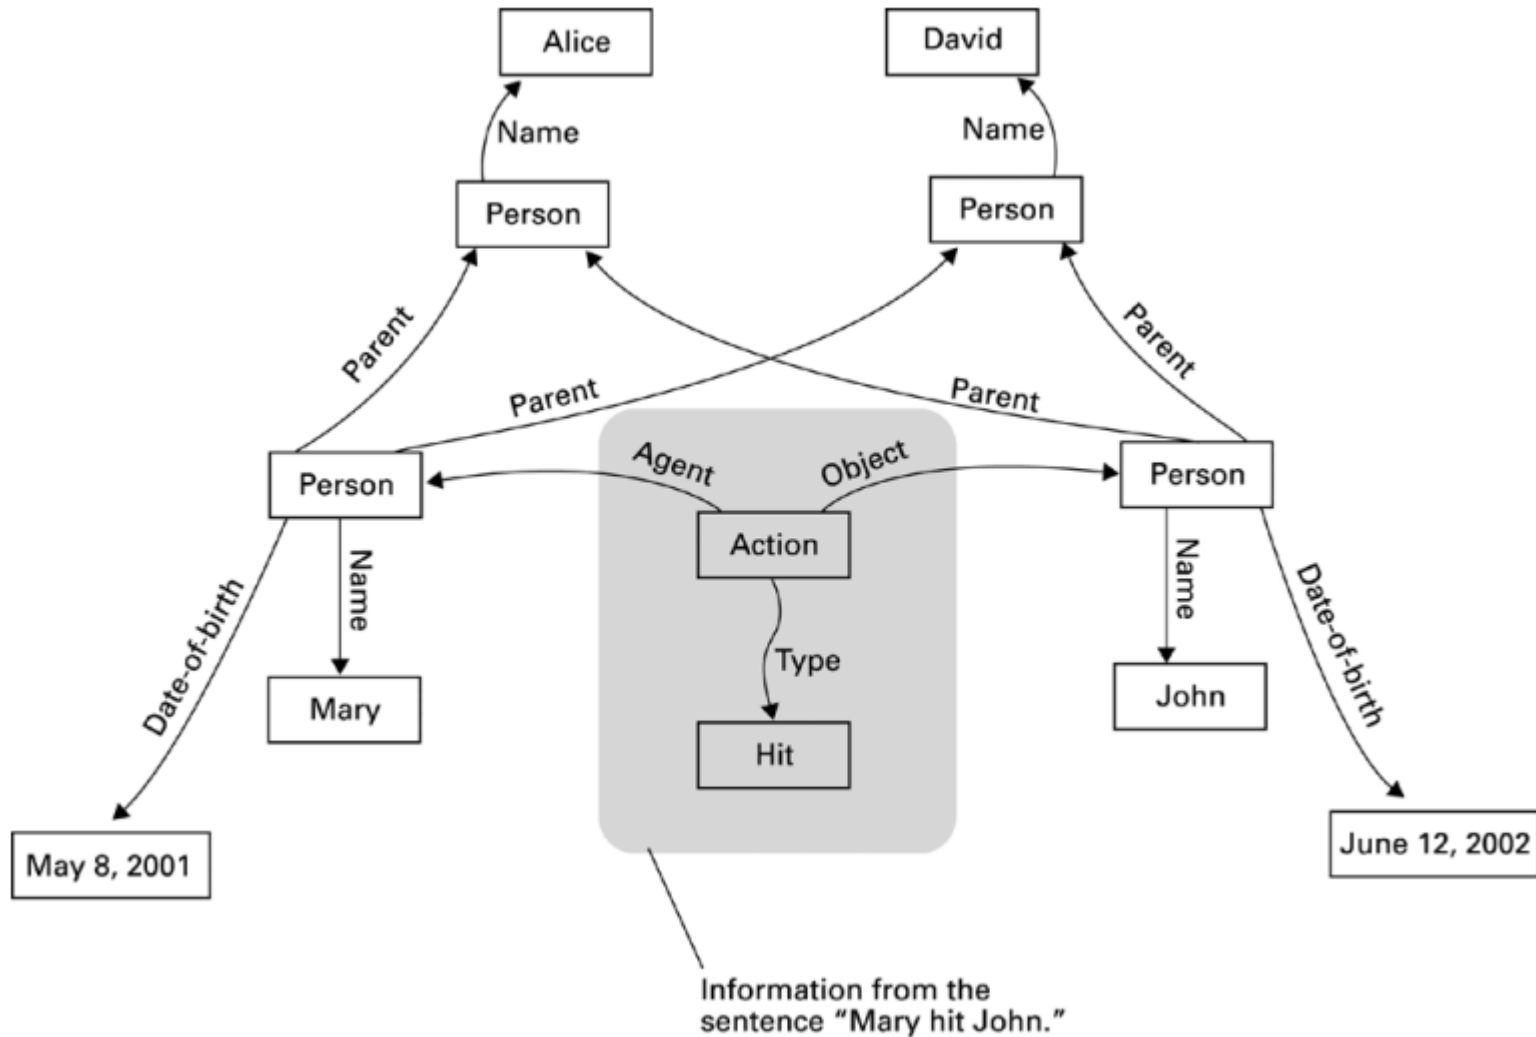 Alice
David
Name
Name
Person
Person
Parent
Parent
Parent
Parent
Person
Agent
Object
Person
Action
Date-of-birth
Name
Type
Name
Date-of-birth
Mary
Hit
John
May 8, 2001
June 12, 2002
Information from the
sentence “Mary hit John.”